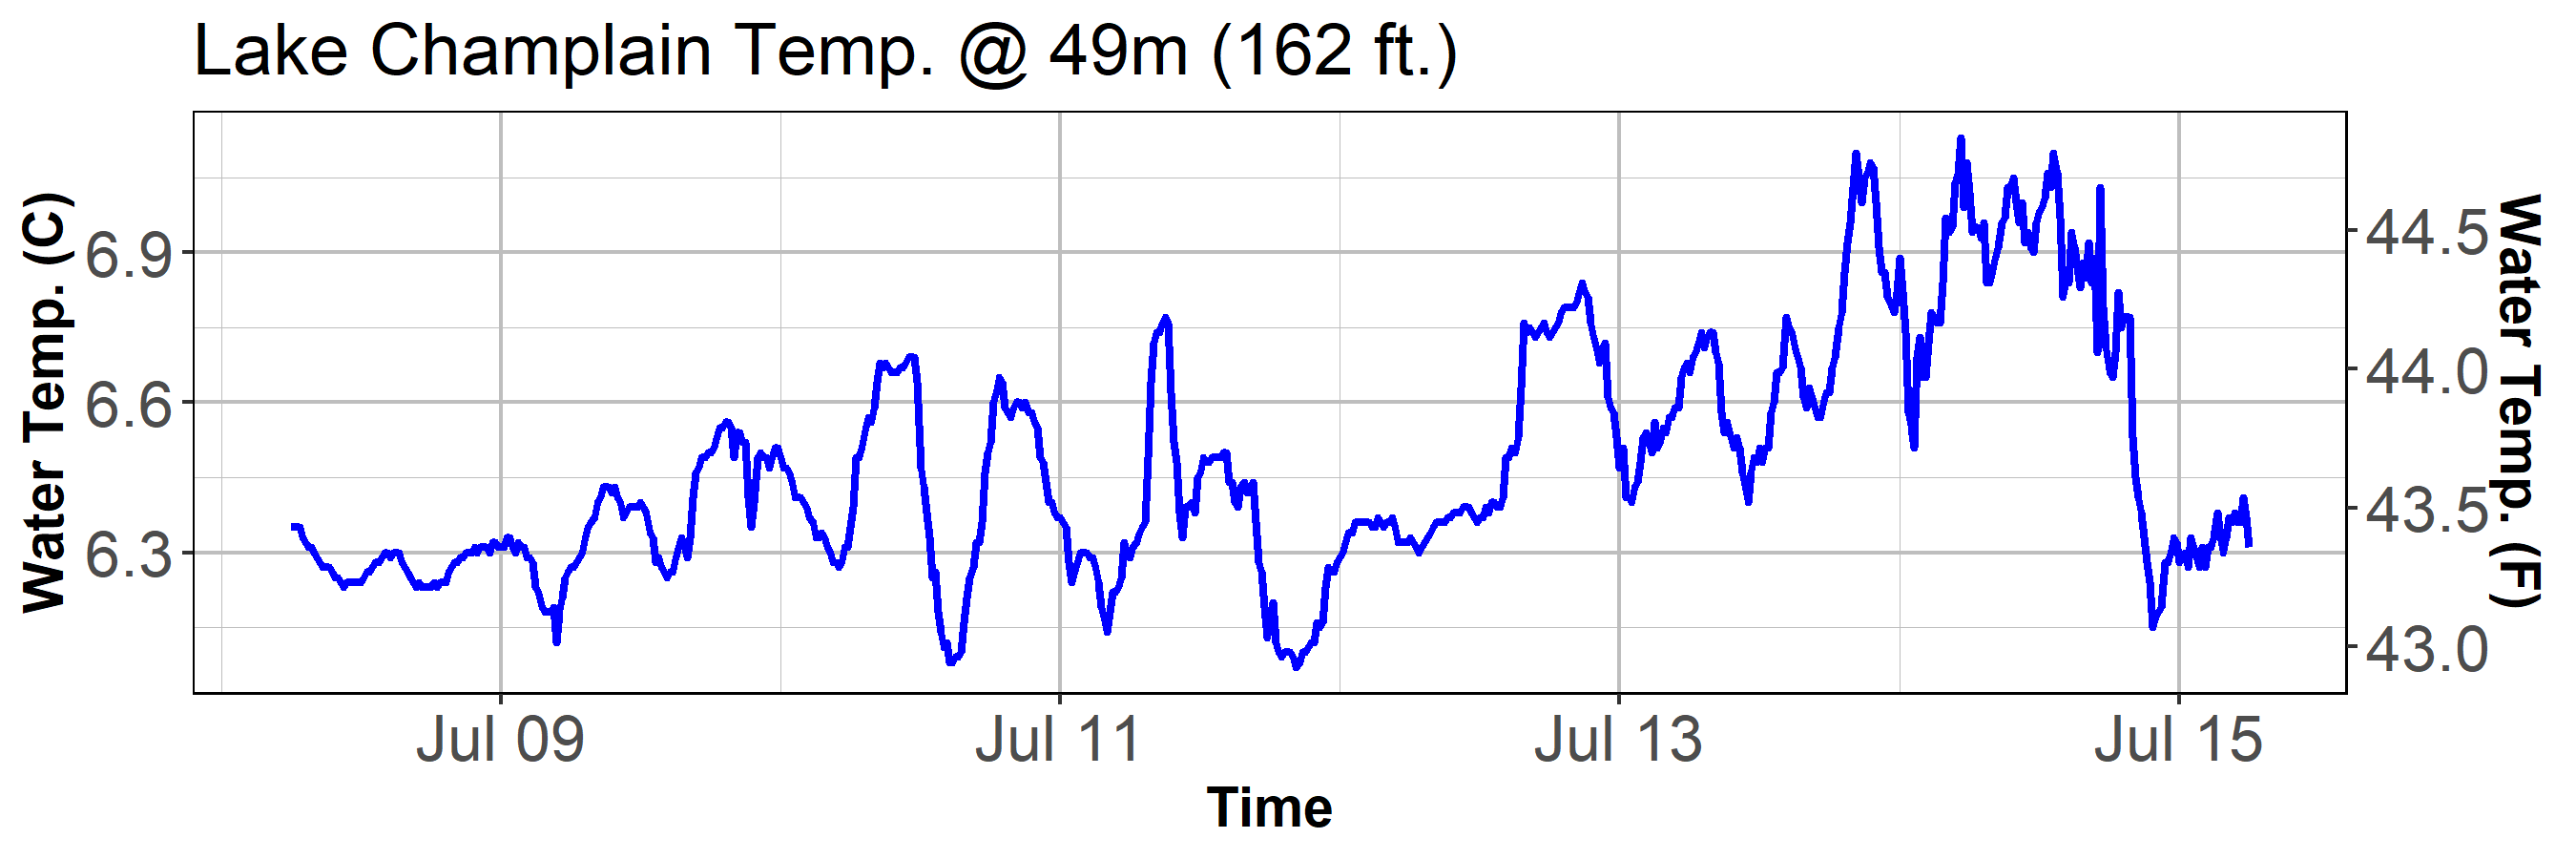 Lake Champlain Temp. @ 49m (162 ft.)
Water Temp. (C)
6.9
6.6
6.3
44.5
44.0
43.5
43.0
Water Temp. (F)
Jul 09 Jul 11 Jul 13 Jul 15
Time